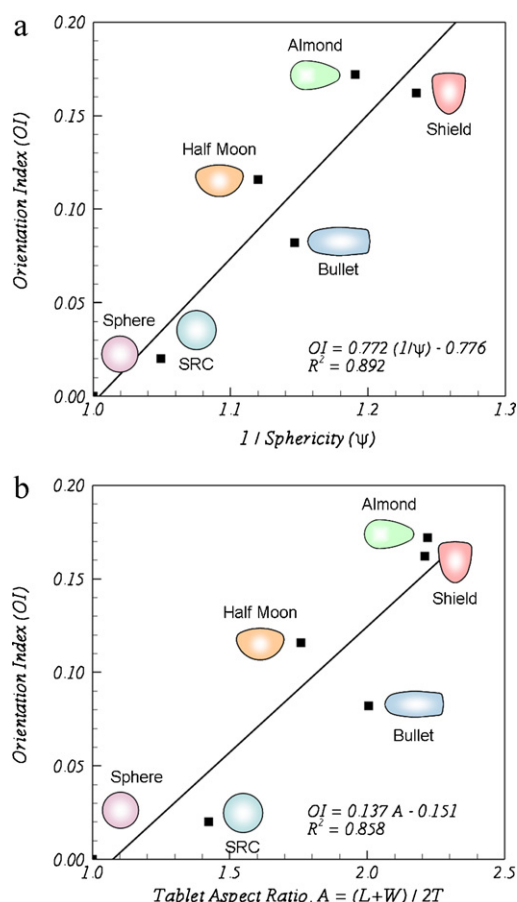 a
0.20
0.15
0.10
0.05
0.00
Orientation Index (OI)
Almond
Shield
Half Moon
Bullet
Sphere
SRC
OI = 0.772 (1/ψ) - 0.776
R² = 0.892
1.0 1.1 1.2 1.3
1 / Sphericity (ψ)
b
0.20
0.15
0.10
0.05
0.00
Orientation Index (OI)
Almond
Shield
Half Moon
Bullet
Sphere
SRC
OI = 0.137 A - 0.151
R² = 0.858
1.0 1.5 2.0 2.5
Tablet Aspect Ratio, A = (L+W) / 2T